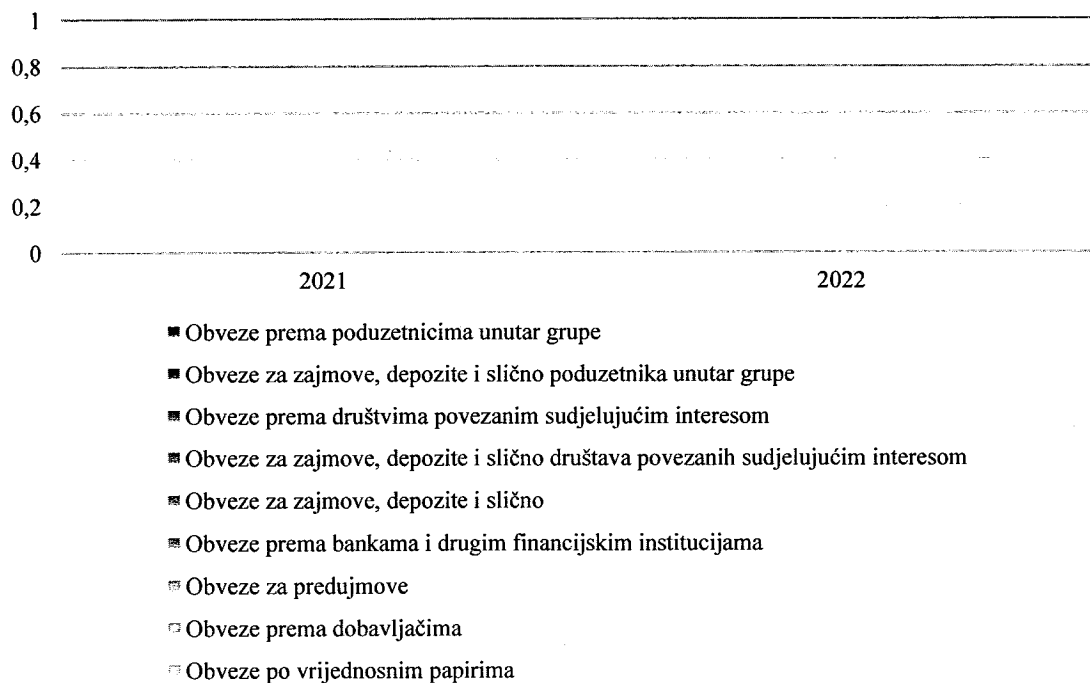 1
0,8
0,6
0,4
0,2
0
2021 2022
Obveze prema poduzetnicima unutar grupe
Obveze za zajmove, depozite i slično poduzetnika unutar grupe
Obveze prema društvima povezanim sudjelujućim interesom
Obveze za zajmove, depozite i slično društava povezanih sudjelujućim interesom
Obveze za zajmove, depozite i slično
Obveze prema bankama i drugim financijskim institucijama
Obveze za predujmove
Obveze prema dobavljačima
Obveze po vrijednosnim papirima